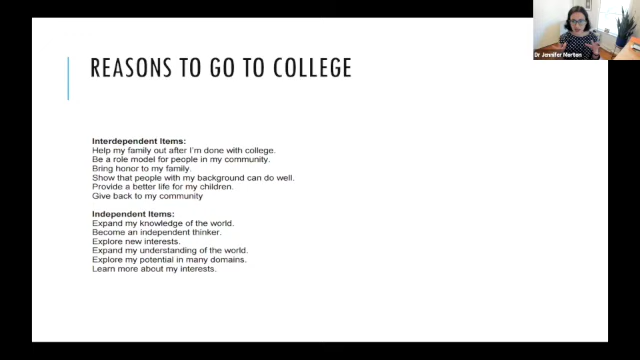 REASONS TO GO TO COLLEGE
Dr Jennifer Morton
Interdependent Items:
Help my family out after I'm done with college.
Be a role model for people in my community.
Bring honor to my family.
Show that people with my background can do well.
Provide a better life for my children.
Give back to my community
Independent Items:
Expand my knowledge of the world.
Become an independent thinker.
Explore new interests.
Expand my understanding of the world.
Explore my potential in many domains.
Learn more about my interests.